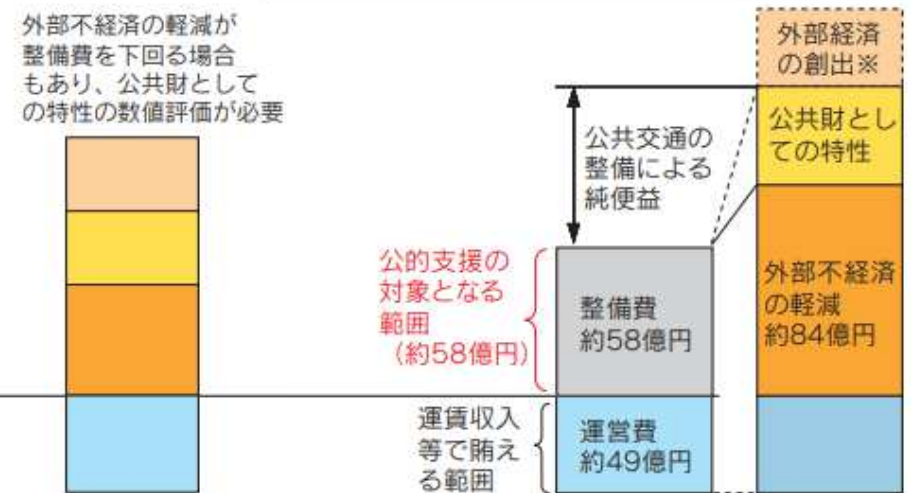 外部不経済の軽減が
整備費を下回る場合
もあり、公共財として
の特性の数値評価が必要
公共交通の
整備による
純便益
公的支援の
対象となる
範囲
（約58億円）
整備費
約58億円
運賃収入
等で賄え
る範囲
運営費
約49億円
外部経済
の創出※
公共財とし
ての特性
外部不経済
の軽減
約84億円